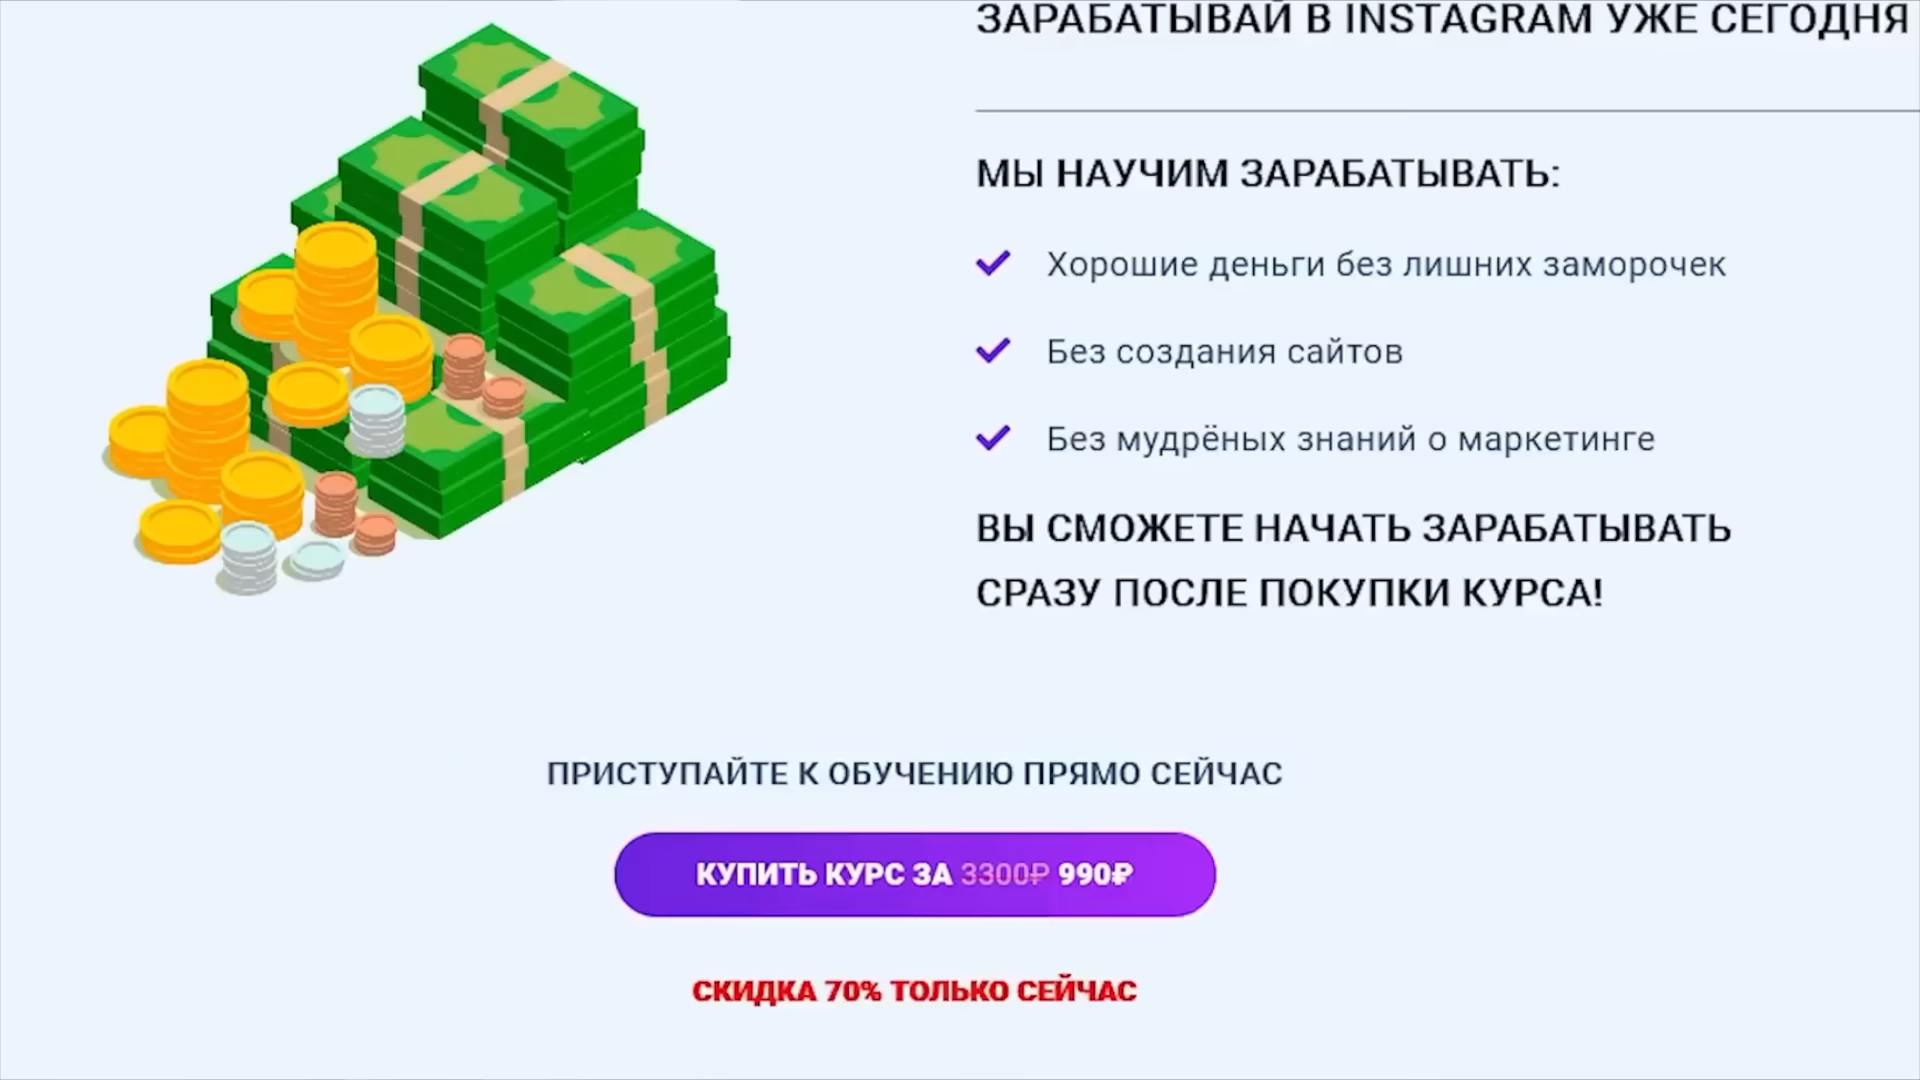 ЗАРАБАТЫВАЙ В INSTAGRAM УЖЕ СЕГОДНЯ
МЫ НАУЧИМ ЗАРАБАТЫВАТЬ:
Хорошие деньги без лишних заморочек
Без создания сайтов
Без мудрёных знаний о маркетинге
ВЫ СМОЖЕТЕ НАЧАТЬ ЗАРАБАТЫВАТЬ
СРАЗУ ПОСЛЕ ПОКУПКИ КУРСА!
ПРИСТУПАЙТЕ К ОБУЧЕНИЮ ПРЯМО СЕЙЧАС
КУПИТЬ КУРС ЗА 3300₽ 990₽
СКИДКА 70% ТОЛЬКО СЕЙЧАС